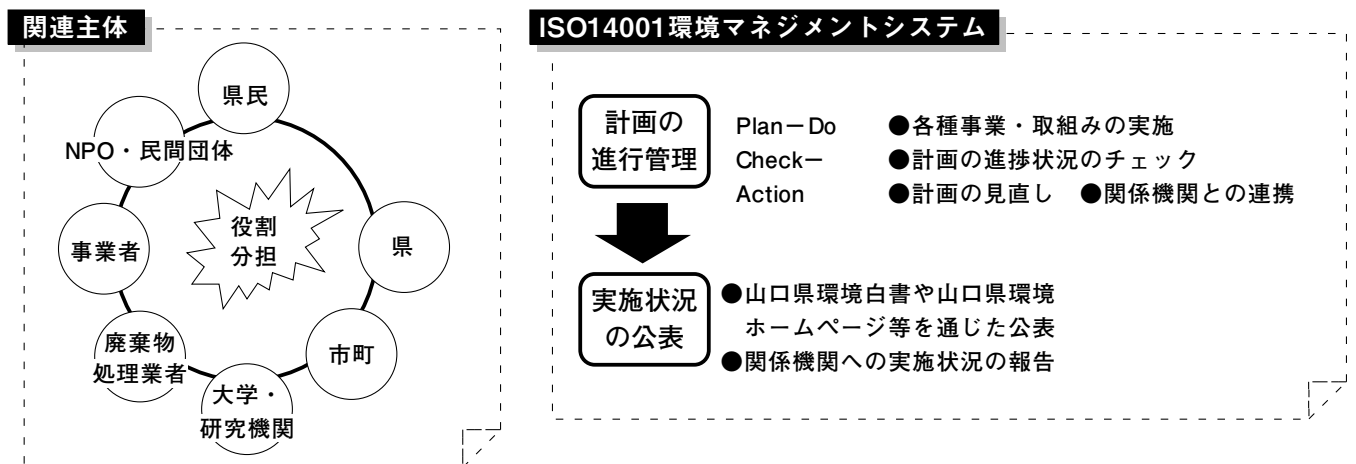 関連主体
県民
NPO・民間団体
事業者
役割
分担
県
廃棄物
処理業者
市町
大学・
研究機関
ISO14001環境マネジメントシステム
計画の
進行管理
Plan－Do ●各種事業・取組みの実施
Check－ ●計画の進捗状況のチェック
Action ●計画の見直し ●関係機関との連携
実施状況
の公表
●山口県環境白書や山口県環境
ホームページ等を通じた公表
●関係機関への実施状況の報告